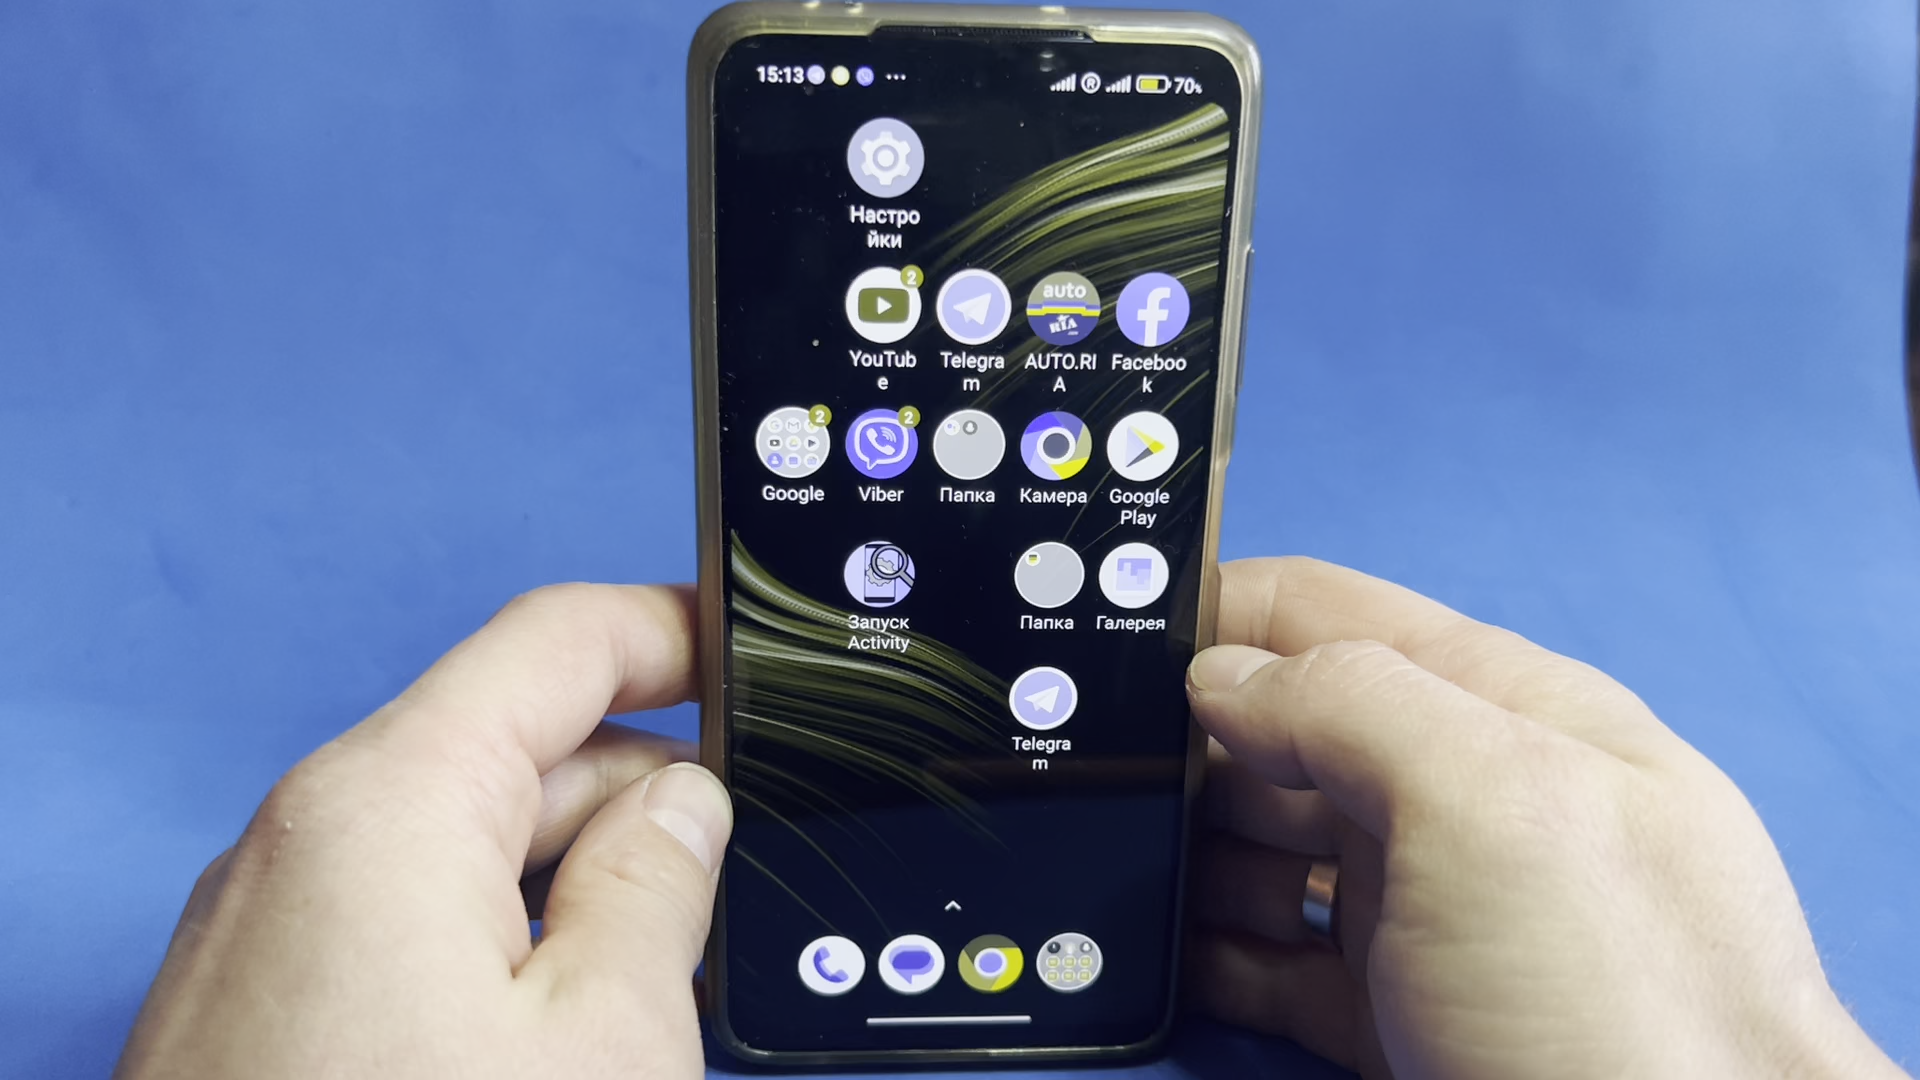 15:13
70%
Настро
йки
2
auto
RIA
.com
YouTub
e
Telegra
m
AUTO.RI
A
Faceboo
k
2
2
Google
Viber
Папка
Камера
Google
Play
Запуск
Activity
Папка
Галерея
Telegra
m